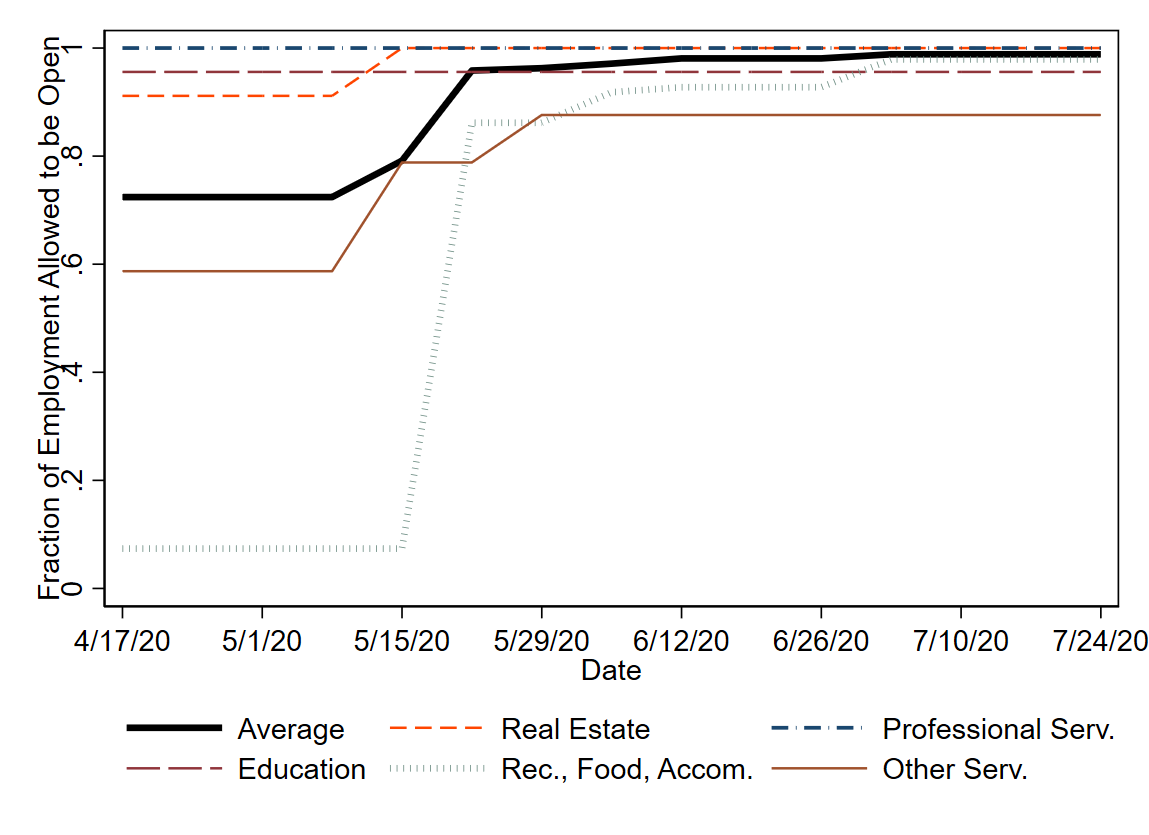 Fraction of Employment Allowed to be Open
1
.8
.6
.4
.2
0
4/17/20 5/1/20 5/15/20 5/29/20 6/12/20 6/26/20 7/10/20 7/24/20
Date
Average Real Estate Professional Serv.
Education Rec., Food, Accom. Other Serv.